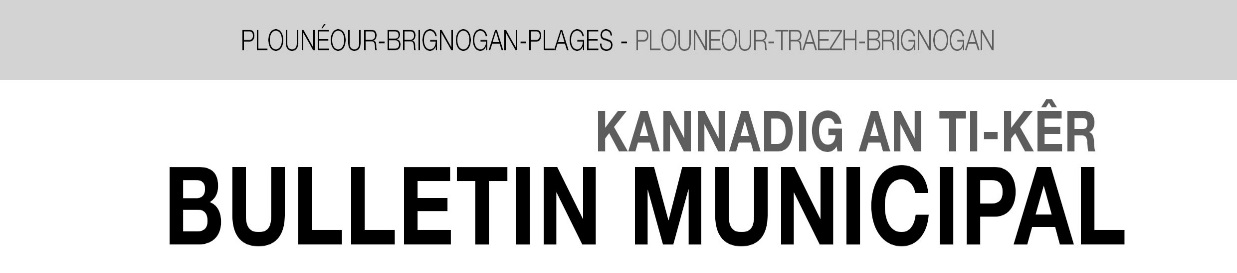 PLOUNÉOUR-BRIGNOGAN-PLAGES - PLOUNEOUR-TRAEZH-BRIGNOGAN
KANNADIG AN TI-KÊR
BULLETIN MUNICIPAL